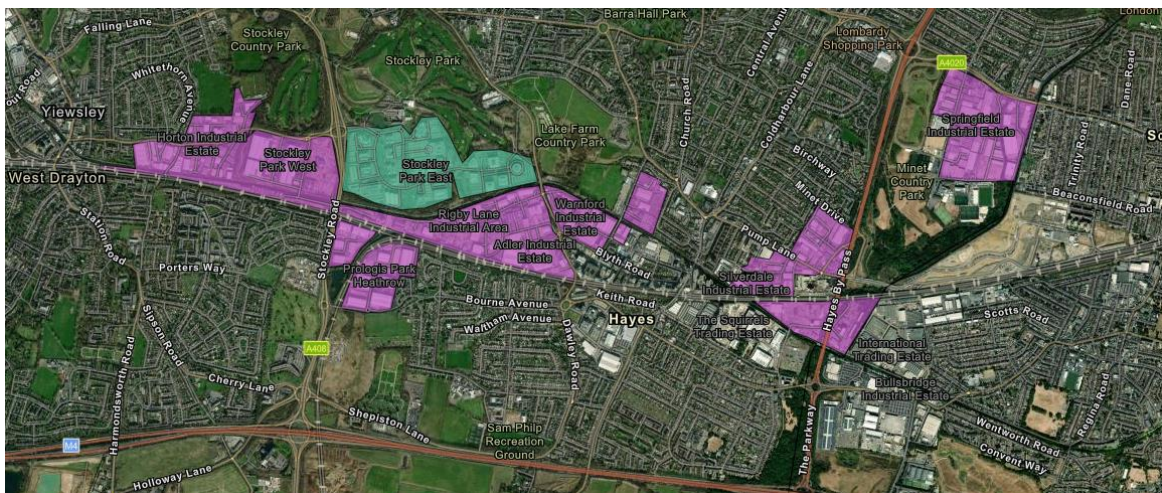 Falling Lane
Stockley
Country Park
Barra Hall Park
Central Avenue
Lombardy
Shopping Park
London
A4020
Stockley Park
Whitethorn
Avenue
out Road
Yiewsley
Church Road
Coldharbour Lane
Dane Road
Springfield
Industrial Estate
Horton Industrial
Estate
Lake Farm
Country Park
Trinity Road
So
Stockley
Park West
Stockley
Park East
Birchway
Minet
Country
Park
West Drayton
Minet Drive
Beaconsfield Road
Station Road
Stockley Road
Rigby Lane
Industrial Area
Warnford
Industrial
Estate
Adler Industrial
Estate
Pump Lane
Blyth Road
Porters Way
Prologis Park
Heathrow
Silverdale
Industrial Estate
Hayes By Pass
Keith Road
Bourne Avenue
Waltham Avenue
Hayes
The Squirrels
Trading Estate
Scotts Road
Sipson Road
Dawley Road
International
Trading Estate
A408
Harmondsworth Road
Cherry Lane
Bullsbridge
Industrial Estate
Regina Road
Shepiston Lane
Sam Philp
Recreation
Ground
The Parkway
Wentworth Road
Convent Way
M4
Holloway Lane